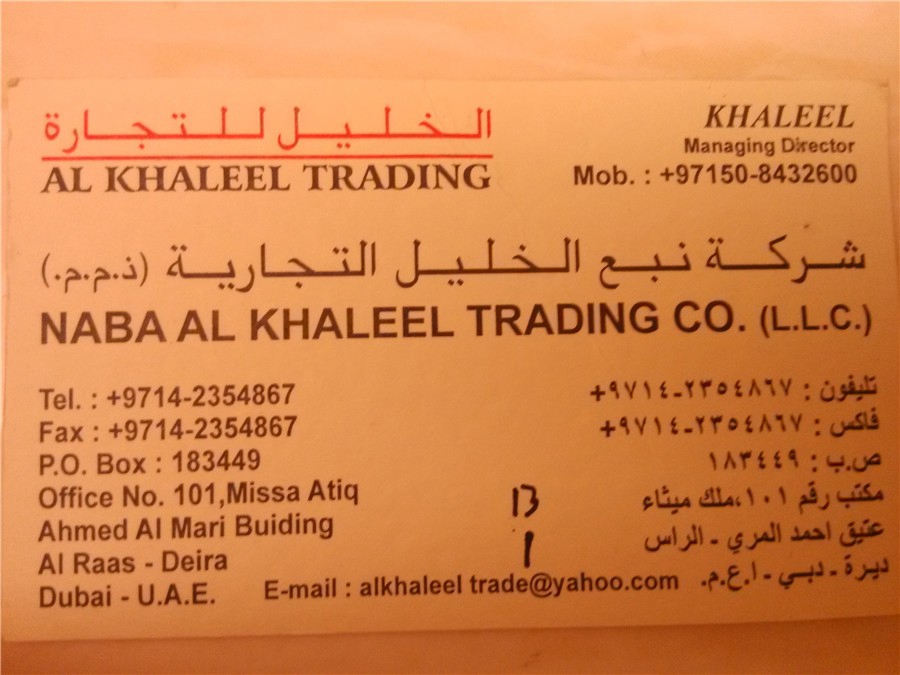 الخليل للتجارة
AL KHALEEL TRADING
KHALEEL
Managing Director
Mob. : +97150-8432600
شركة نبع الخليل التجارية (ذ.م.م.)
NABA AL KHALEEL TRADING CO. (L.L.C.)
Tel. : +9714-2354867
Fax : +9714-2354867
P.O. Box : 183449
Office No. 101,Missa Atiq
Ahmed Al Mari Buiding
Al Raas - Deira
Dubai - U.A.E.
E-mail : alkhaleel trade@yahoo.com
13
1
تليفون : ٢٣٥٤٨٦٧-٩٧١٤+
فاكس : ٢٣٥٤٨٦٧-٩٧١٤+
ص.ب : ١٨٣٤٤٩
مكتب رقم ١٠١،ملك ميثاء
عتيق احمد المري - الراس
ديرة - دبي - ا.ع.م.